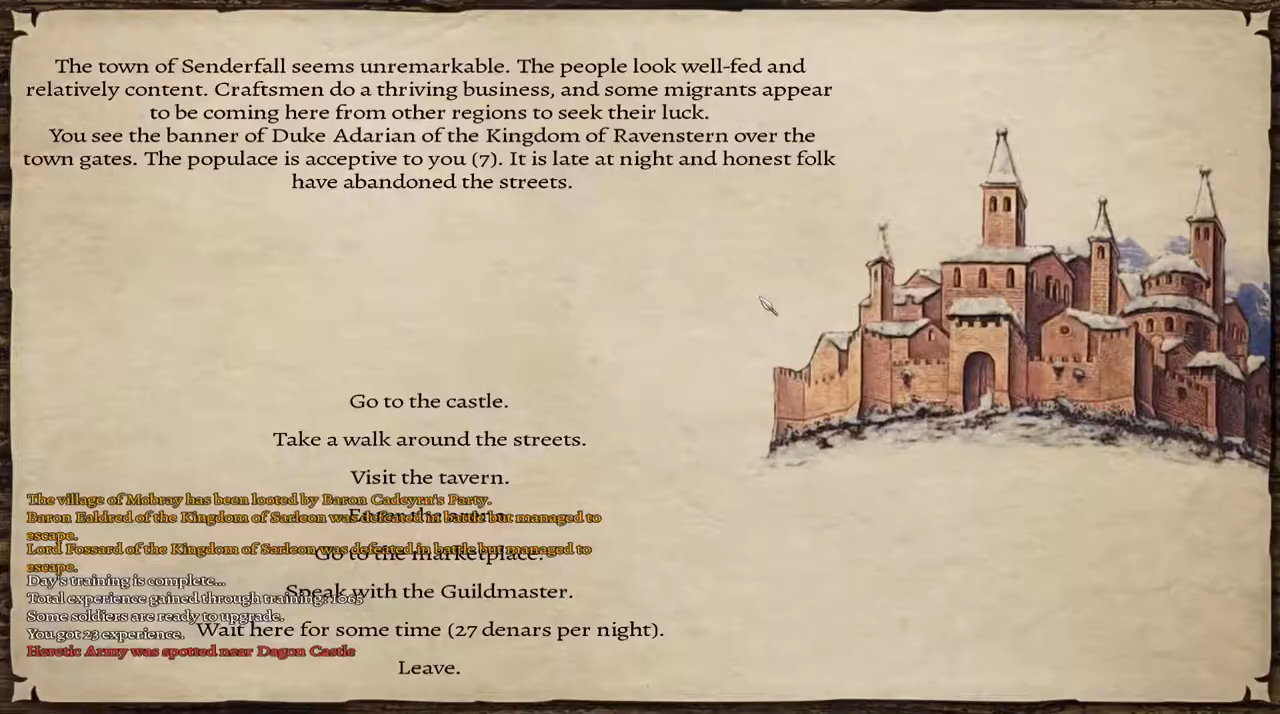 The town of Senderfall seems unremarkable. The people look well-fed and
relatively content. Craftsmen do a thriving business, and some migrants appear
to be coming here from other regions to seek their luck.
You see the banner of Duke Adarian of the Kingdom of Ravenstern over the
town gates. The populace is acceptive to you (7). It is late at night and honest folk
have abandoned the streets.
Go to the castle.
Take a walk around the streets.
Visit the tavern.
The village of Mobray has been looted by Baron Cadeyrn's Party.
Baron Ealdred of the Kingdom of Sarleon was defeated in battle but managed to
escape.
Lord Fossard of the Kingdom of Sarleon was defeated in battle but managed to
escape.
Go to the marketplace.
Day's training is complete...
Speak with the Guildmaster.
Total experience gained through training: 1065
Some soldiers are ready to upgrade.
You got 23 experience.
Wait here for some time (27 denars per night).
Heretic Army was spotted near Dagon Castle
Leave.